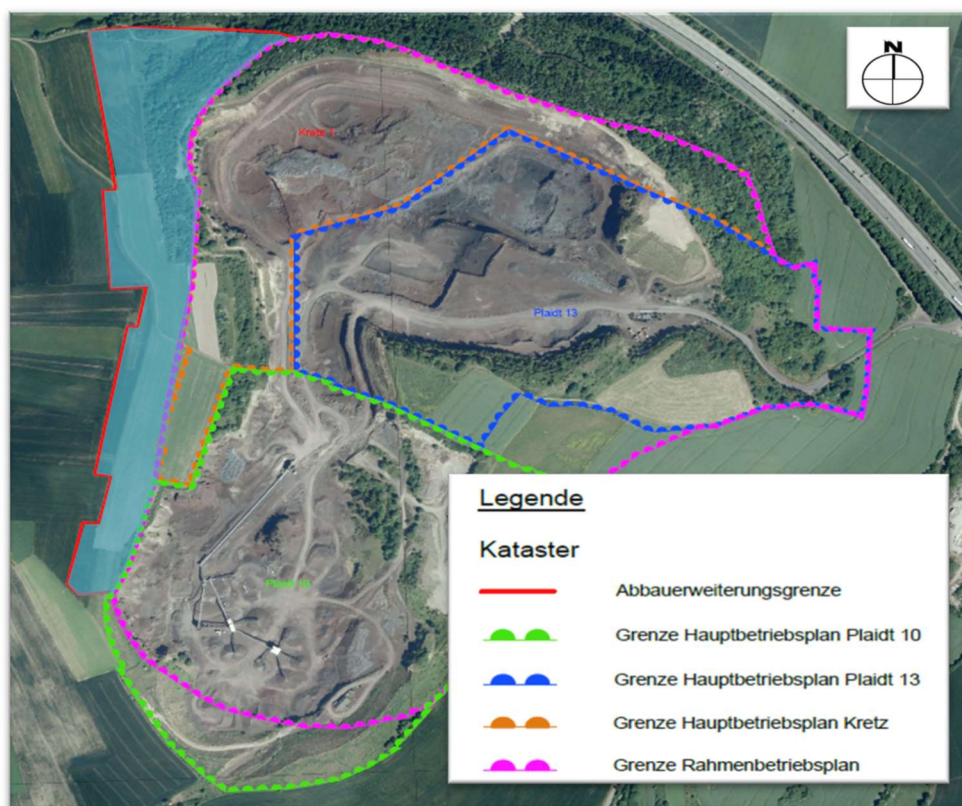 N
Kretz 1
Plaidt 13
Plaidt 10
Legende
Kataster
Abbauerweiterungsgrenze
Grenze Hauptbetriebsplan Plaidt 10
Grenze Hauptbetriebsplan Plaidt 13
Grenze Hauptbetriebsplan Kretz
Grenze Rahmenbetriebsplan